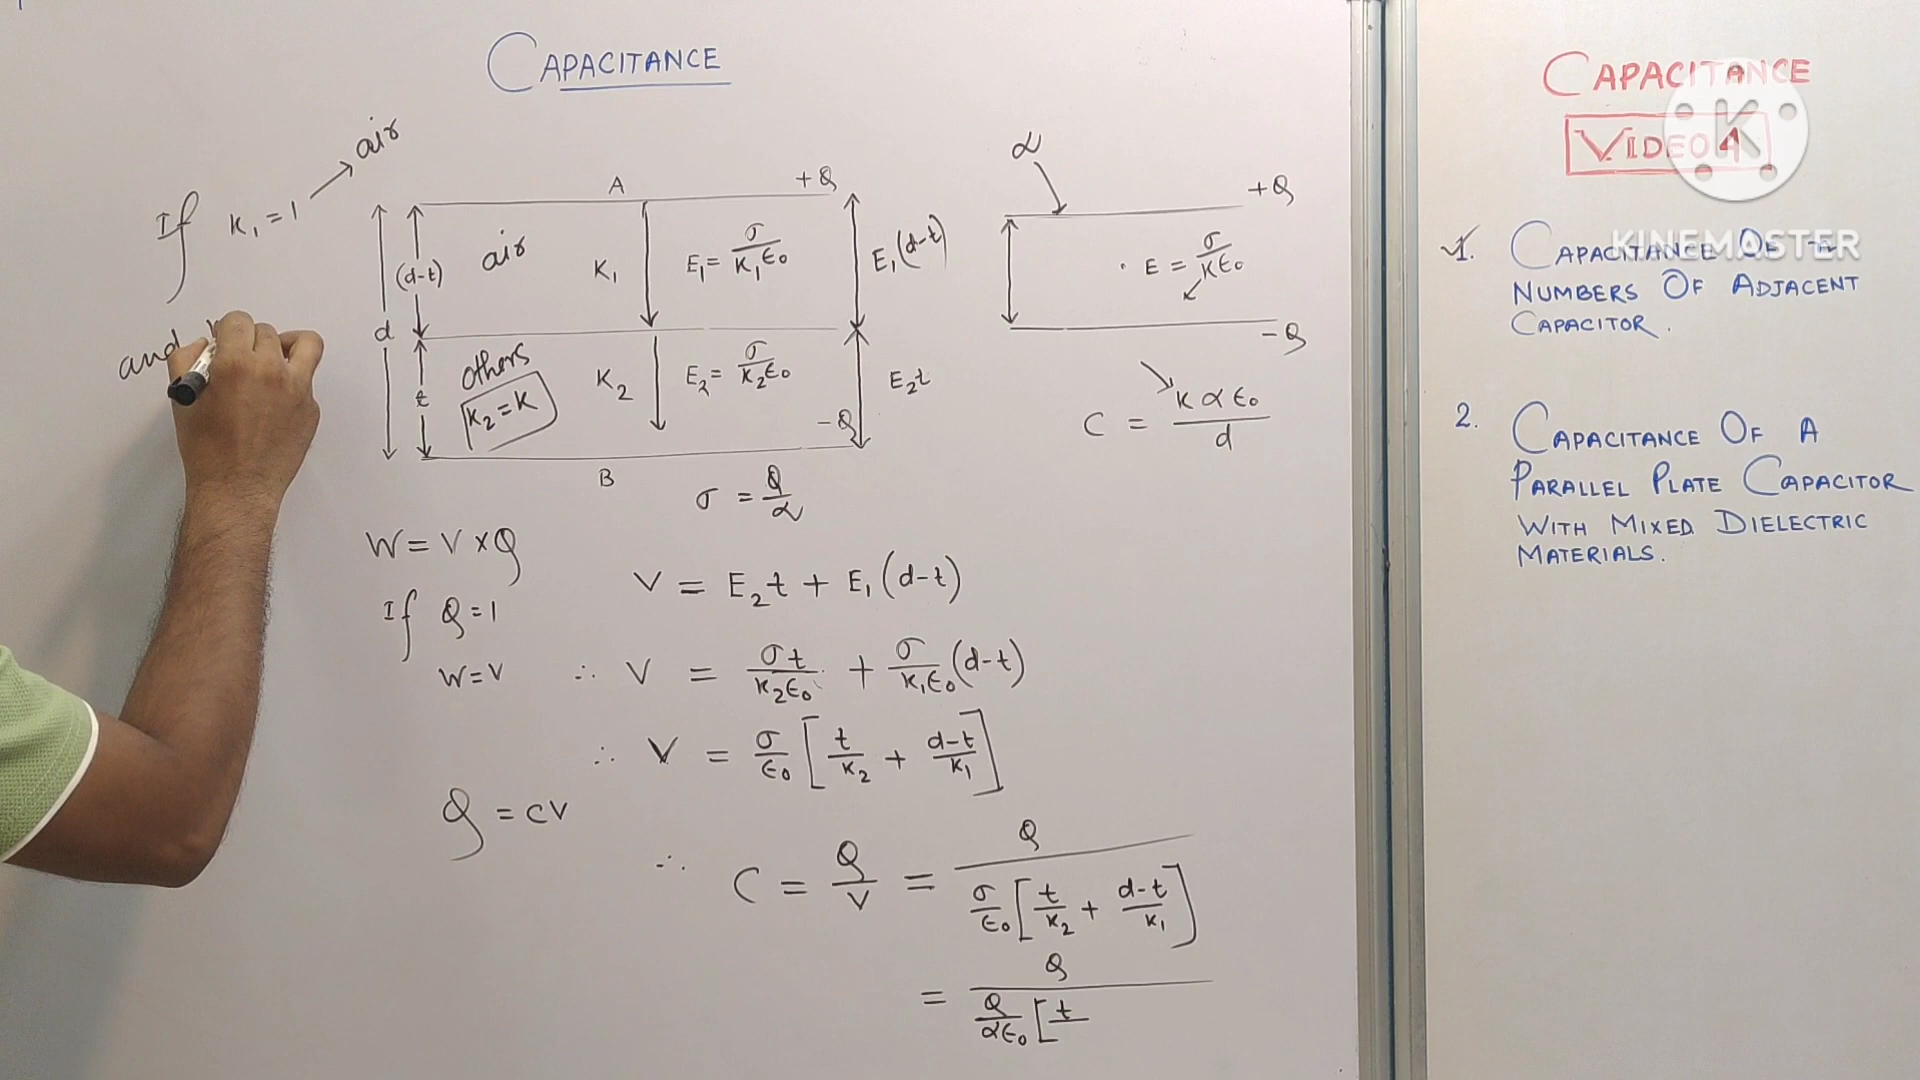 CAPACITANCE
If K₁ = 1 → air
and
A
+Q
(d-t)
air
K₁
E₁ = σ/K₁ε₀
E₁(d-t)
d
t
others
K₂ = K
K₂
E₂ = σ/K₂ε₀
E₂t
-Q
B
σ = Q/α
α
+Q
E = σ/Kε₀
-Q
C = Kαε₀/d
W = V × Q
If Q = 1
W = V
V = E₂t + E₁(d-t)
∴ V = σt/K₂ε₀ + σ/K₁ε₀ (d-t)
∴ V = σ/ε₀ [t/K₂ + d-t/K₁]
Q = CV
∴ C = Q/V = Q / σ/ε₀ [t/K₂ + d-t/K₁]
= Q / Q/αε₀ [t/
CAPACITANCE
VIDEO 4
KINEMASTER
1. CAPACITANCE OF n
NUMBERS OF ADJACENT
CAPACITOR.
2. CAPACITANCE OF A
PARALLEL PLATE CAPACITOR
WITH MIXED DIELECTRIC
MATERIALS.